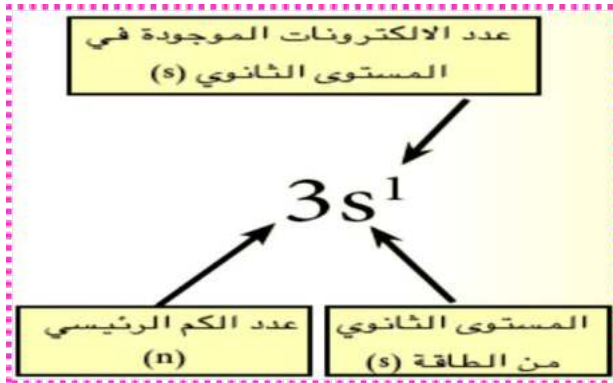 عدد الالكترونات الموجودة في
المستوى الثانوي (s)
3s¹
المستوى الثانوي
من الطاقة (s)
عدد الكم الرئيسي
(n)